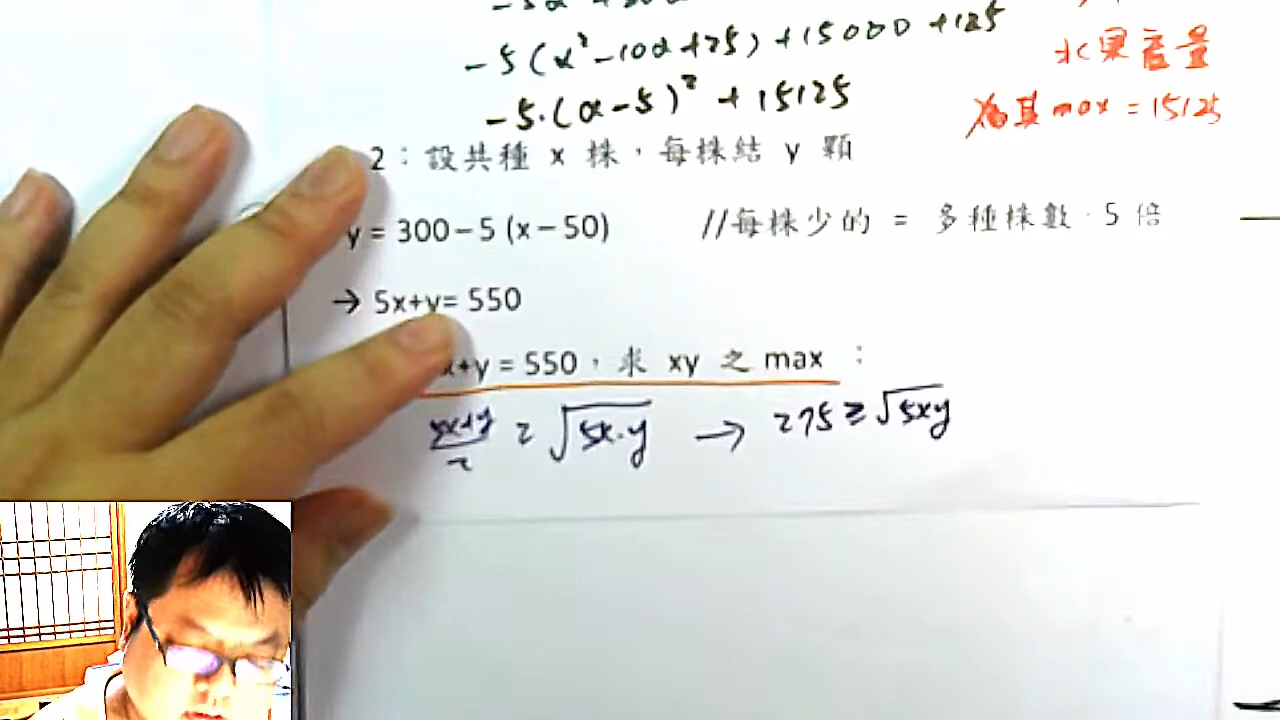 -5(x²-10x+25)+15000+125
-5·(x-5)²+15125
水果產量
為其max=15125
2：設共種 x 株，每株結 y 顆
y = 300－5 (x－50) //每株少的 = 多種株數·5 倍
→ 5x+y= 550
x+y = 550，求 xy 之 max ：
5x+y/2 ≥ √5x·y → 275≥√5xy